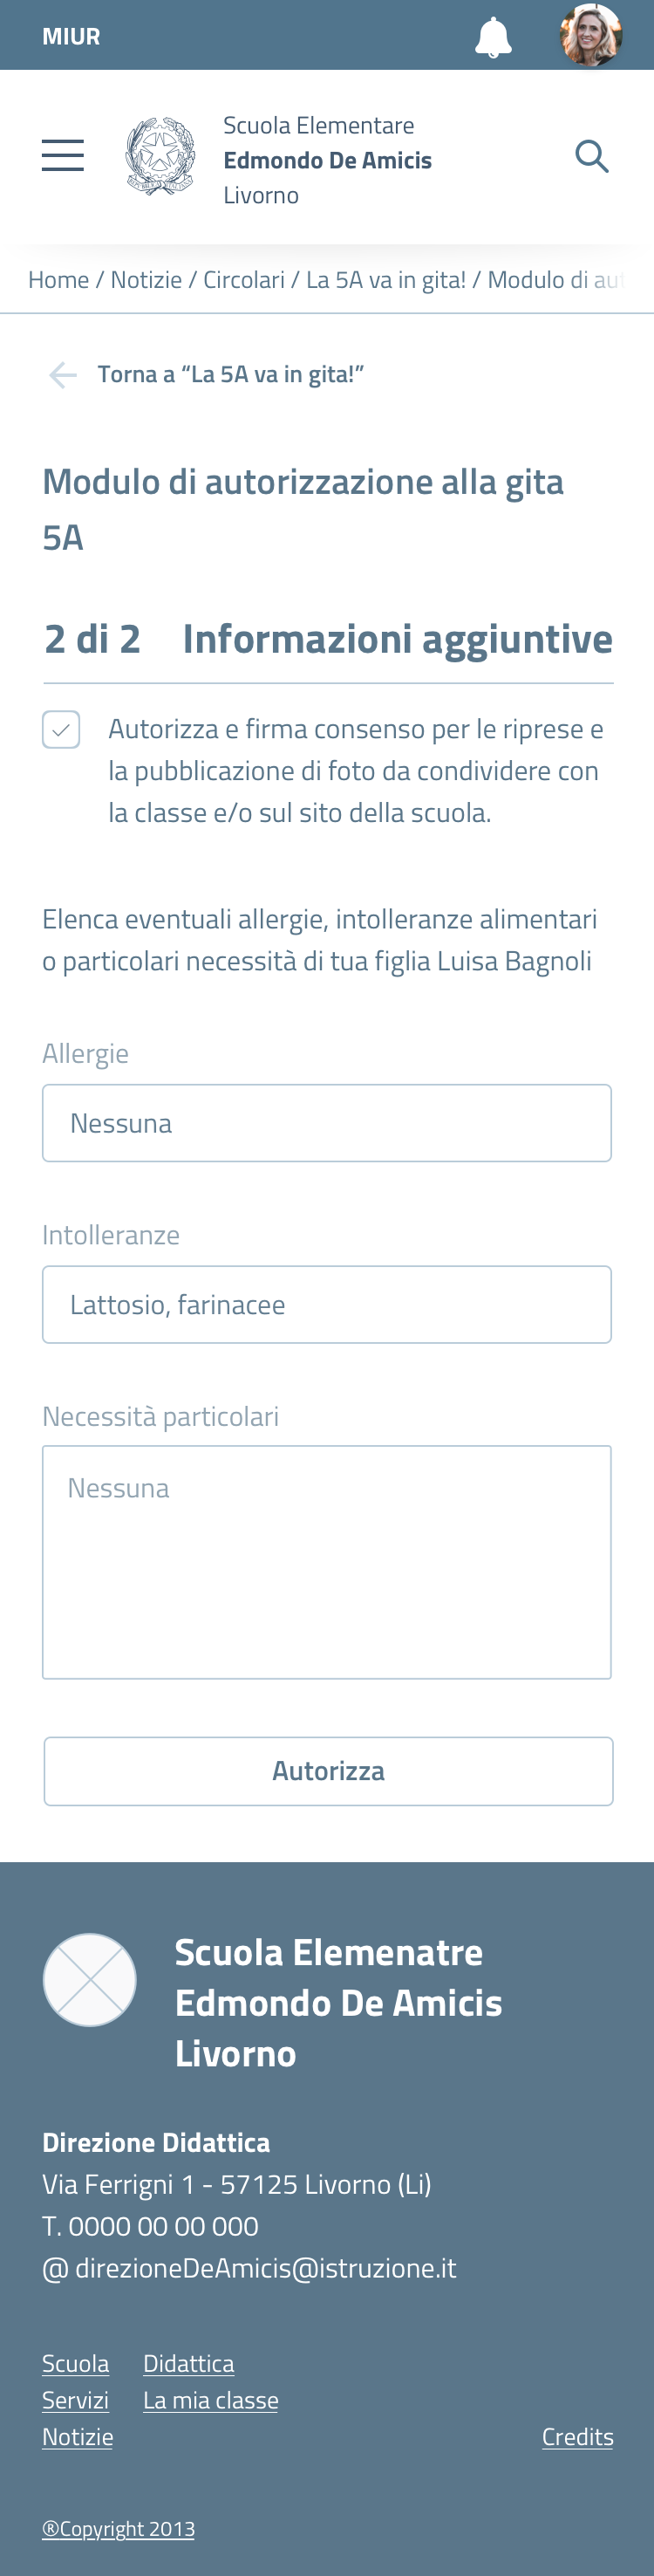 MIUR
Scuola Elementare
Edmondo De Amicis
Livorno
Home / Notizie / Circolari / La 5A va in gita! / Modulo di aut
Torna a “La 5A va in gita!”
Modulo di autorizzazione alla gita
5A
2 di 2 Informazioni aggiuntive
Autorizza e firma consenso per le riprese e
la pubblicazione di foto da condividere con
la classe e/o sul sito della scuola.
Elenca eventuali allergie, intolleranze alimentari
o particolari necessità di tua figlia Luisa Bagnoli
Allergie
Nessuna
Intolleranze
Lattosio, farinacee
Necessità particolari
Nessuna
Autorizza
Scuola Elemenatre
Edmondo De Amicis
Livorno
Direzione Didattica
Via Ferrigni 1 - 57125 Livorno (Li)
T. 0000 00 00 000
@ direzioneDeAmicis@istruzione.it
Scuola Didattica
Servizi La mia classe
Notizie Credits
®Copyright 2013